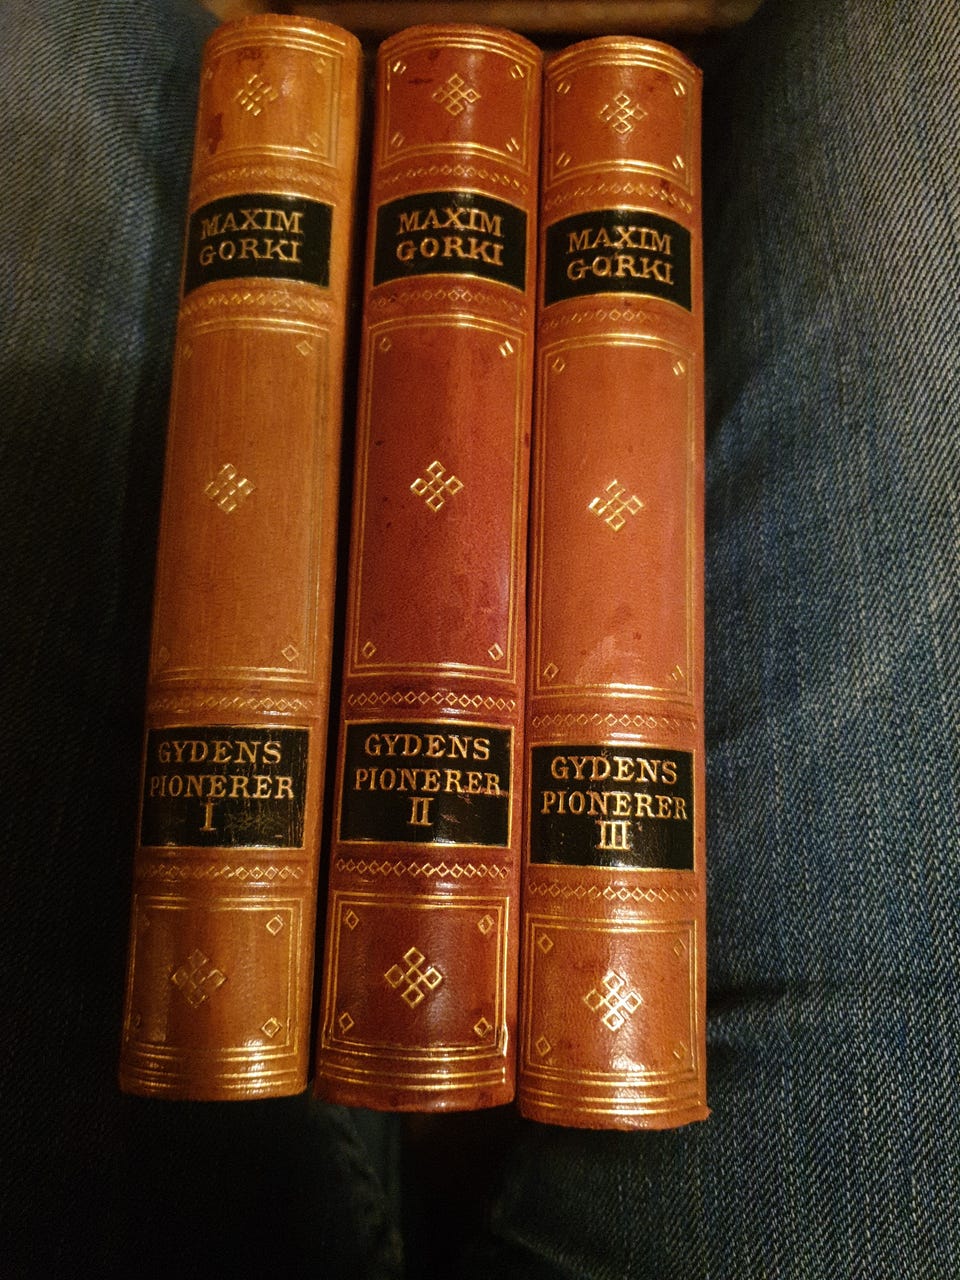 MAXIM
GORKI
GYDENS
PIONERER
I
MAXIM
GORKI
GYDENS
PIONERER
II
MAXIM
GORKI
GYDENS
PIONERER
III